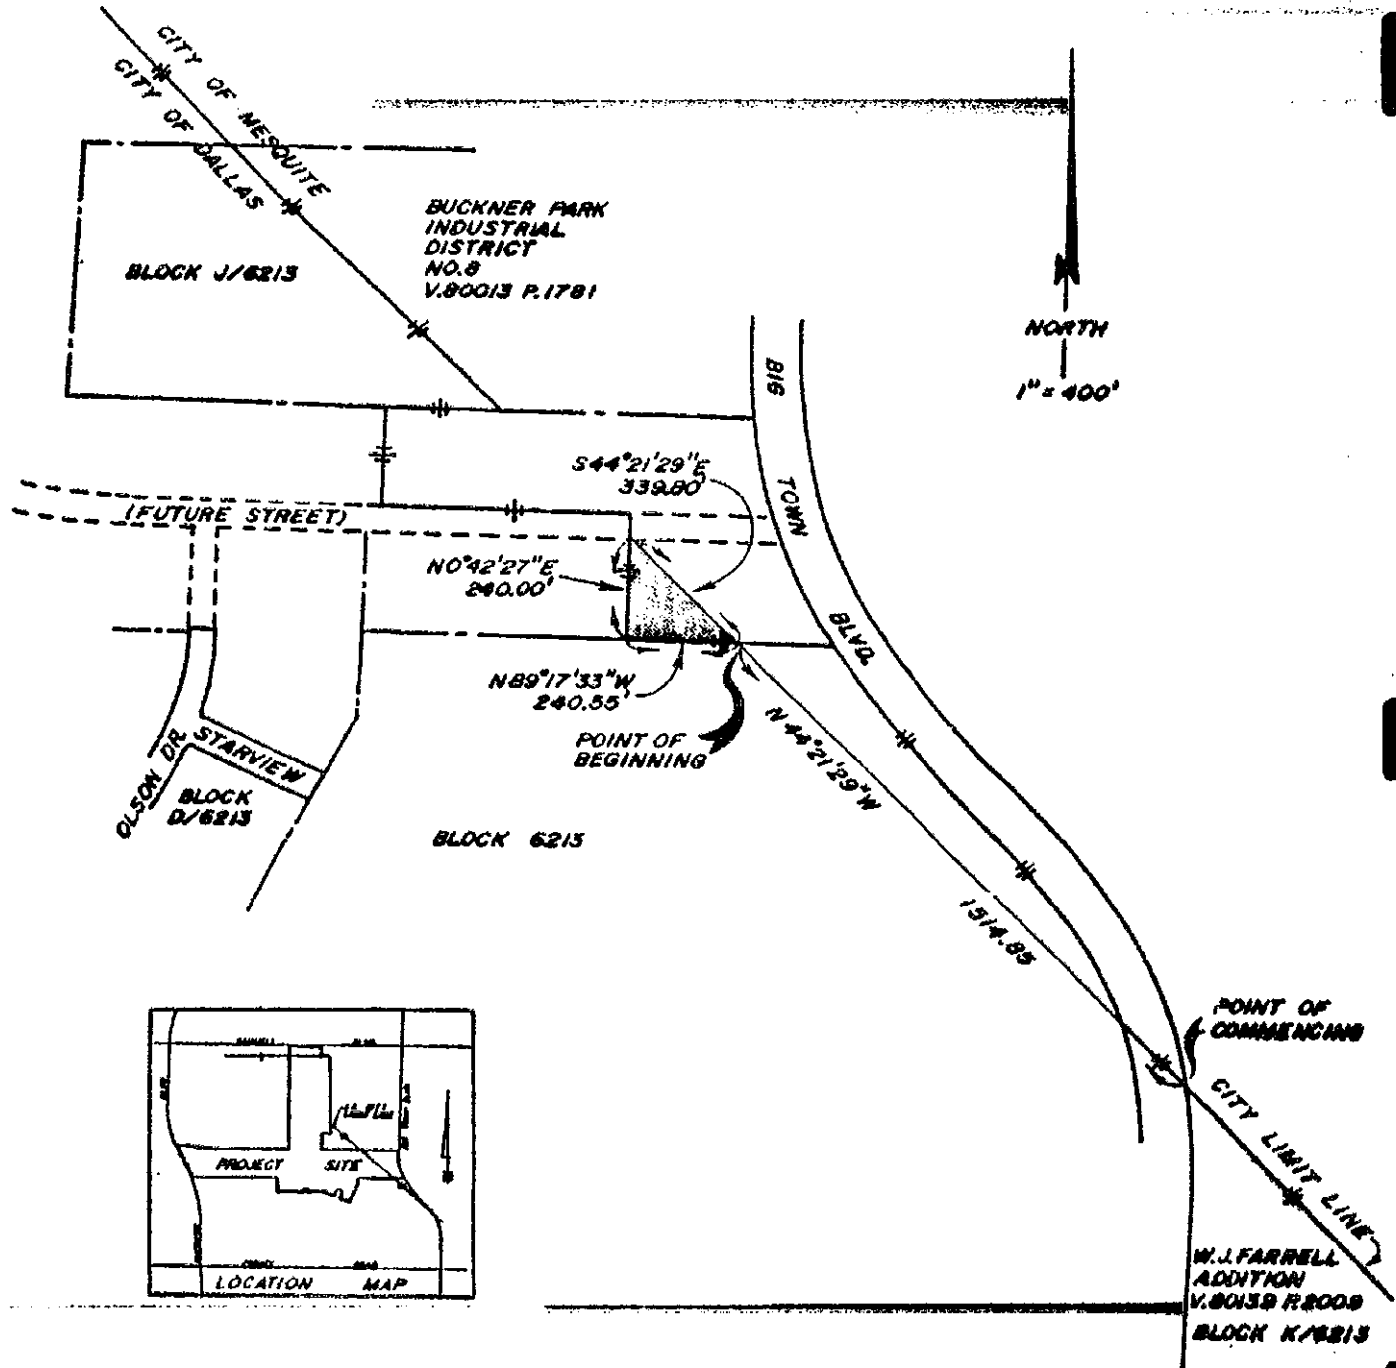 CITY OF MESQUITE
CITY OF DALLAS
BUCKNER PARK
INDUSTRIAL
DISTRICT
NO.8
V.80013 P.1781
BLOCK J/6213
NORTH
1" = 400'
BIG
TOWN
BLVD.
S44°21'29"E
339.80'
(FUTURE STREET)
N0°42'27"E
240.00'
N89°17'33"W
240.55'
POINT OF
BEGINNING
N44°21'29"W
1514.85
OLSON DR.
STARVIEW
BLOCK
D/6213
BLOCK 6213
POINT OF
COMMENCING
CITY LIMIT LINE
PROJECT SITE
LOCATION MAP
W.J. FARRELL
ADDITION
V.80139 P.2009
BLOCK K/6213